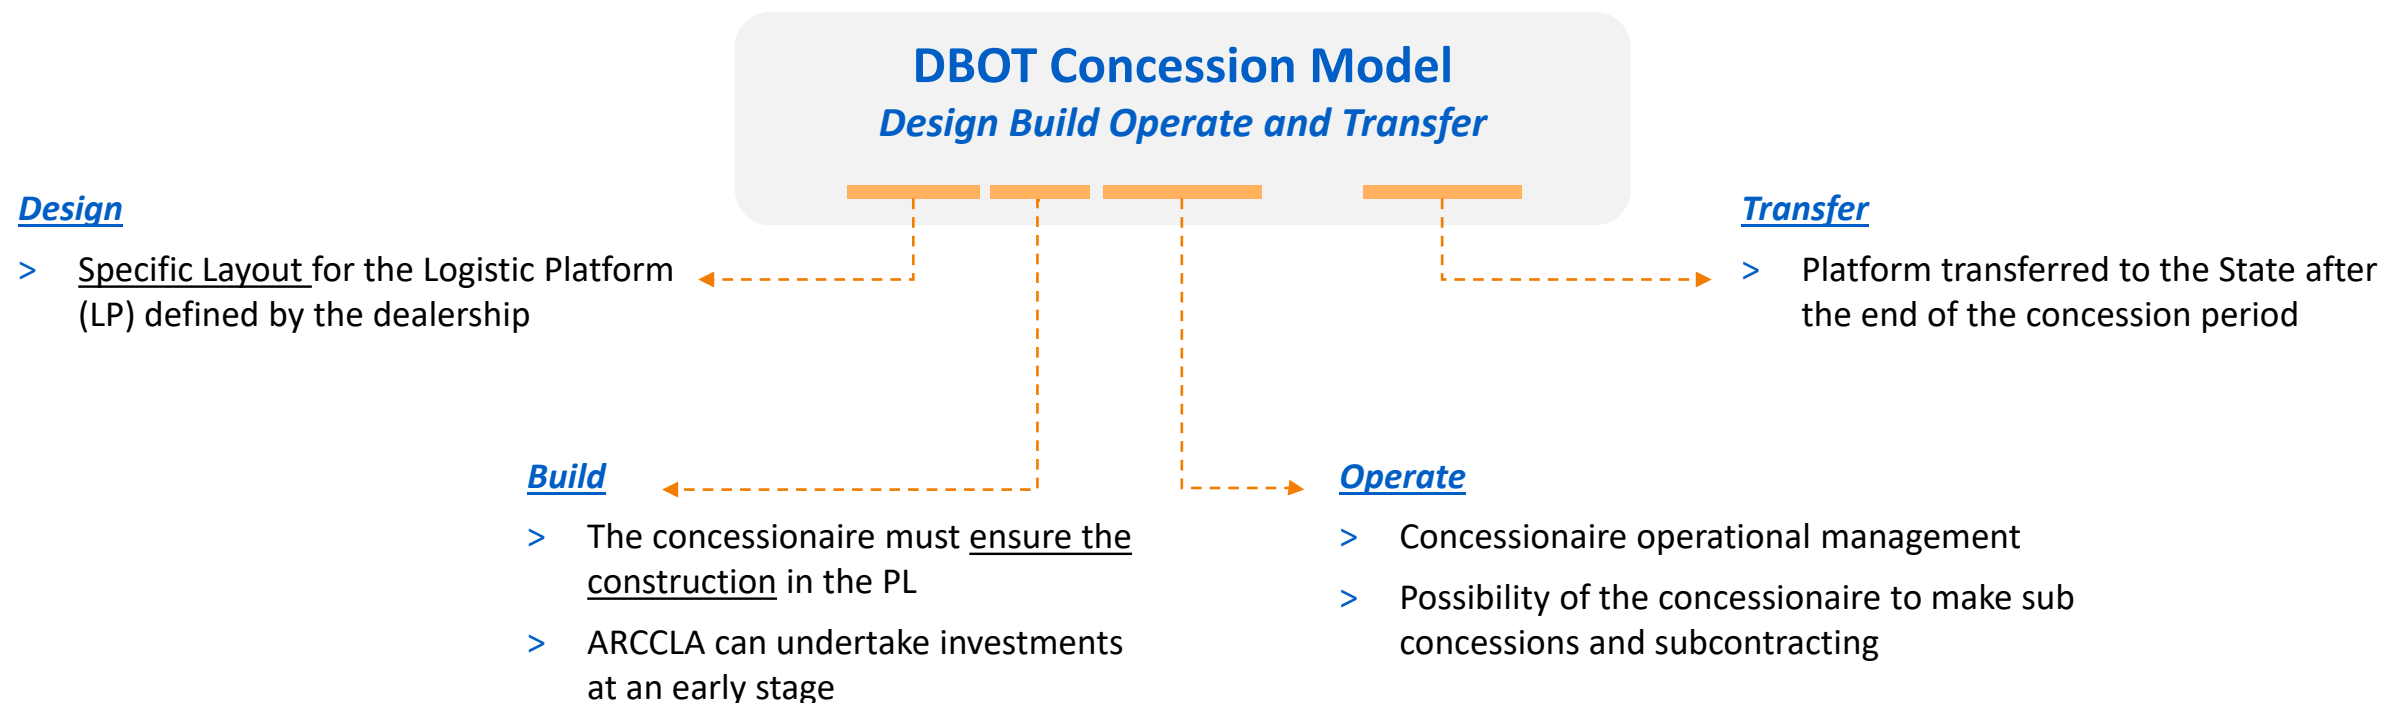 DBOT Concession Model
Design Build Operate and Transfer
Design
> Specific Layout for the Logistic Platform
(LP) defined by the dealership
Transfer
> Platform transferred to the State after
the end of the concession period
Build
> The concessionaire must ensure the
construction in the PL
> ARCCLA can undertake investments
at an early stage
Operate
> Concessionaire operational management
> Possibility of the concessionaire to make sub
concessions and subcontracting